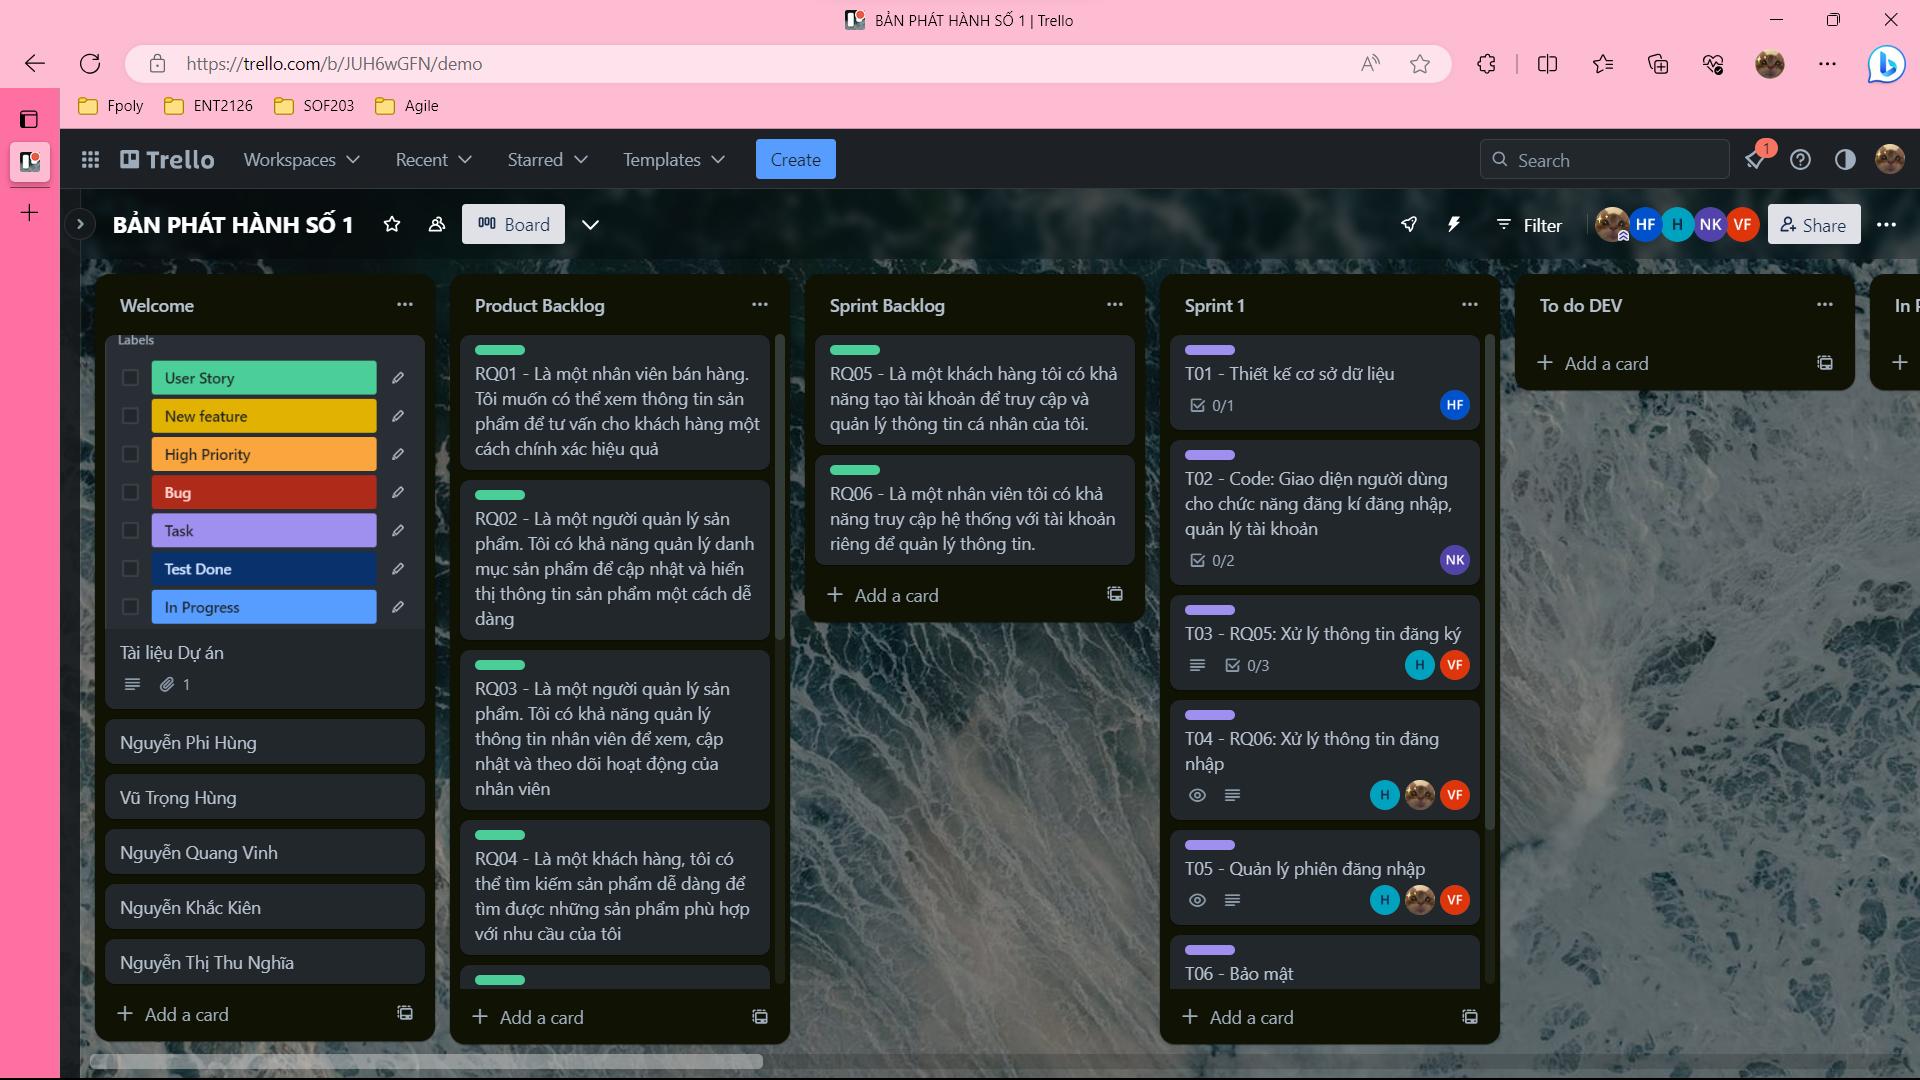 BẢN PHÁT HÀNH SỐ 1 | Trello
https://trello.com/b/JUH6wGFN/demo
Fpoly
ENT2126
SOF203
Agile
Trello
Workspaces
Recent
Starred
Templates
Create
Search
1
BẢN PHÁT HÀNH SỐ 1
Board
Filter
HF
H
NK
VF
Share
Welcome
Labels
User Story
New feature
High Priority
Bug
Task
Test Done
In Progress
Tài liệu Dự án
1
Nguyễn Phi Hùng
Vũ Trọng Hùng
Nguyễn Quang Vinh
Nguyễn Khắc Kiên
Nguyễn Thị Thu Nghĩa
Add a card
Product Backlog
RQ01 - Là một nhân viên bán hàng.
Tôi muốn có thể xem thông tin sản
phẩm để tư vấn cho khách hàng một
cách chính xác hiệu quả
RQ02 - Là một người quản lý sản
phẩm. Tôi có khả năng quản lý danh
mục sản phẩm để cập nhật và hiển
thị thông tin sản phẩm một cách dễ
dàng
RQ03 - Là một người quản lý sản
phẩm. Tôi có khả năng quản lý
thông tin nhân viên để xem, cập
nhật và theo dõi hoạt động của
nhân viên
RQ04 - Là một khách hàng, tôi có
thể tìm kiếm sản phẩm dễ dàng để
tìm được những sản phẩm phù hợp
với nhu cầu của tôi
Add a card
Sprint Backlog
RQ05 - Là một khách hàng tôi có khả
năng tạo tài khoản để truy cập và
quản lý thông tin cá nhân của tôi.
RQ06 - Là một nhân viên tôi có khả
năng truy cập hệ thống với tài khoản
riêng để quản lý thông tin.
Add a card
Sprint 1
T01 - Thiết kế cơ sở dữ liệu
0/1
HF
T02 - Code: Giao diện người dùng
cho chức năng đăng kí đăng nhập,
quản lý tài khoản
0/2
NK
T03 - RQ05: Xử lý thông tin đăng ký
0/3
H
VF
T04 - RQ06: Xử lý thông tin đăng
nhập
H
VF
T05 - Quản lý phiên đăng nhập
H
VF
T06 - Bảo mật
Add a card
To do DEV
Add a card